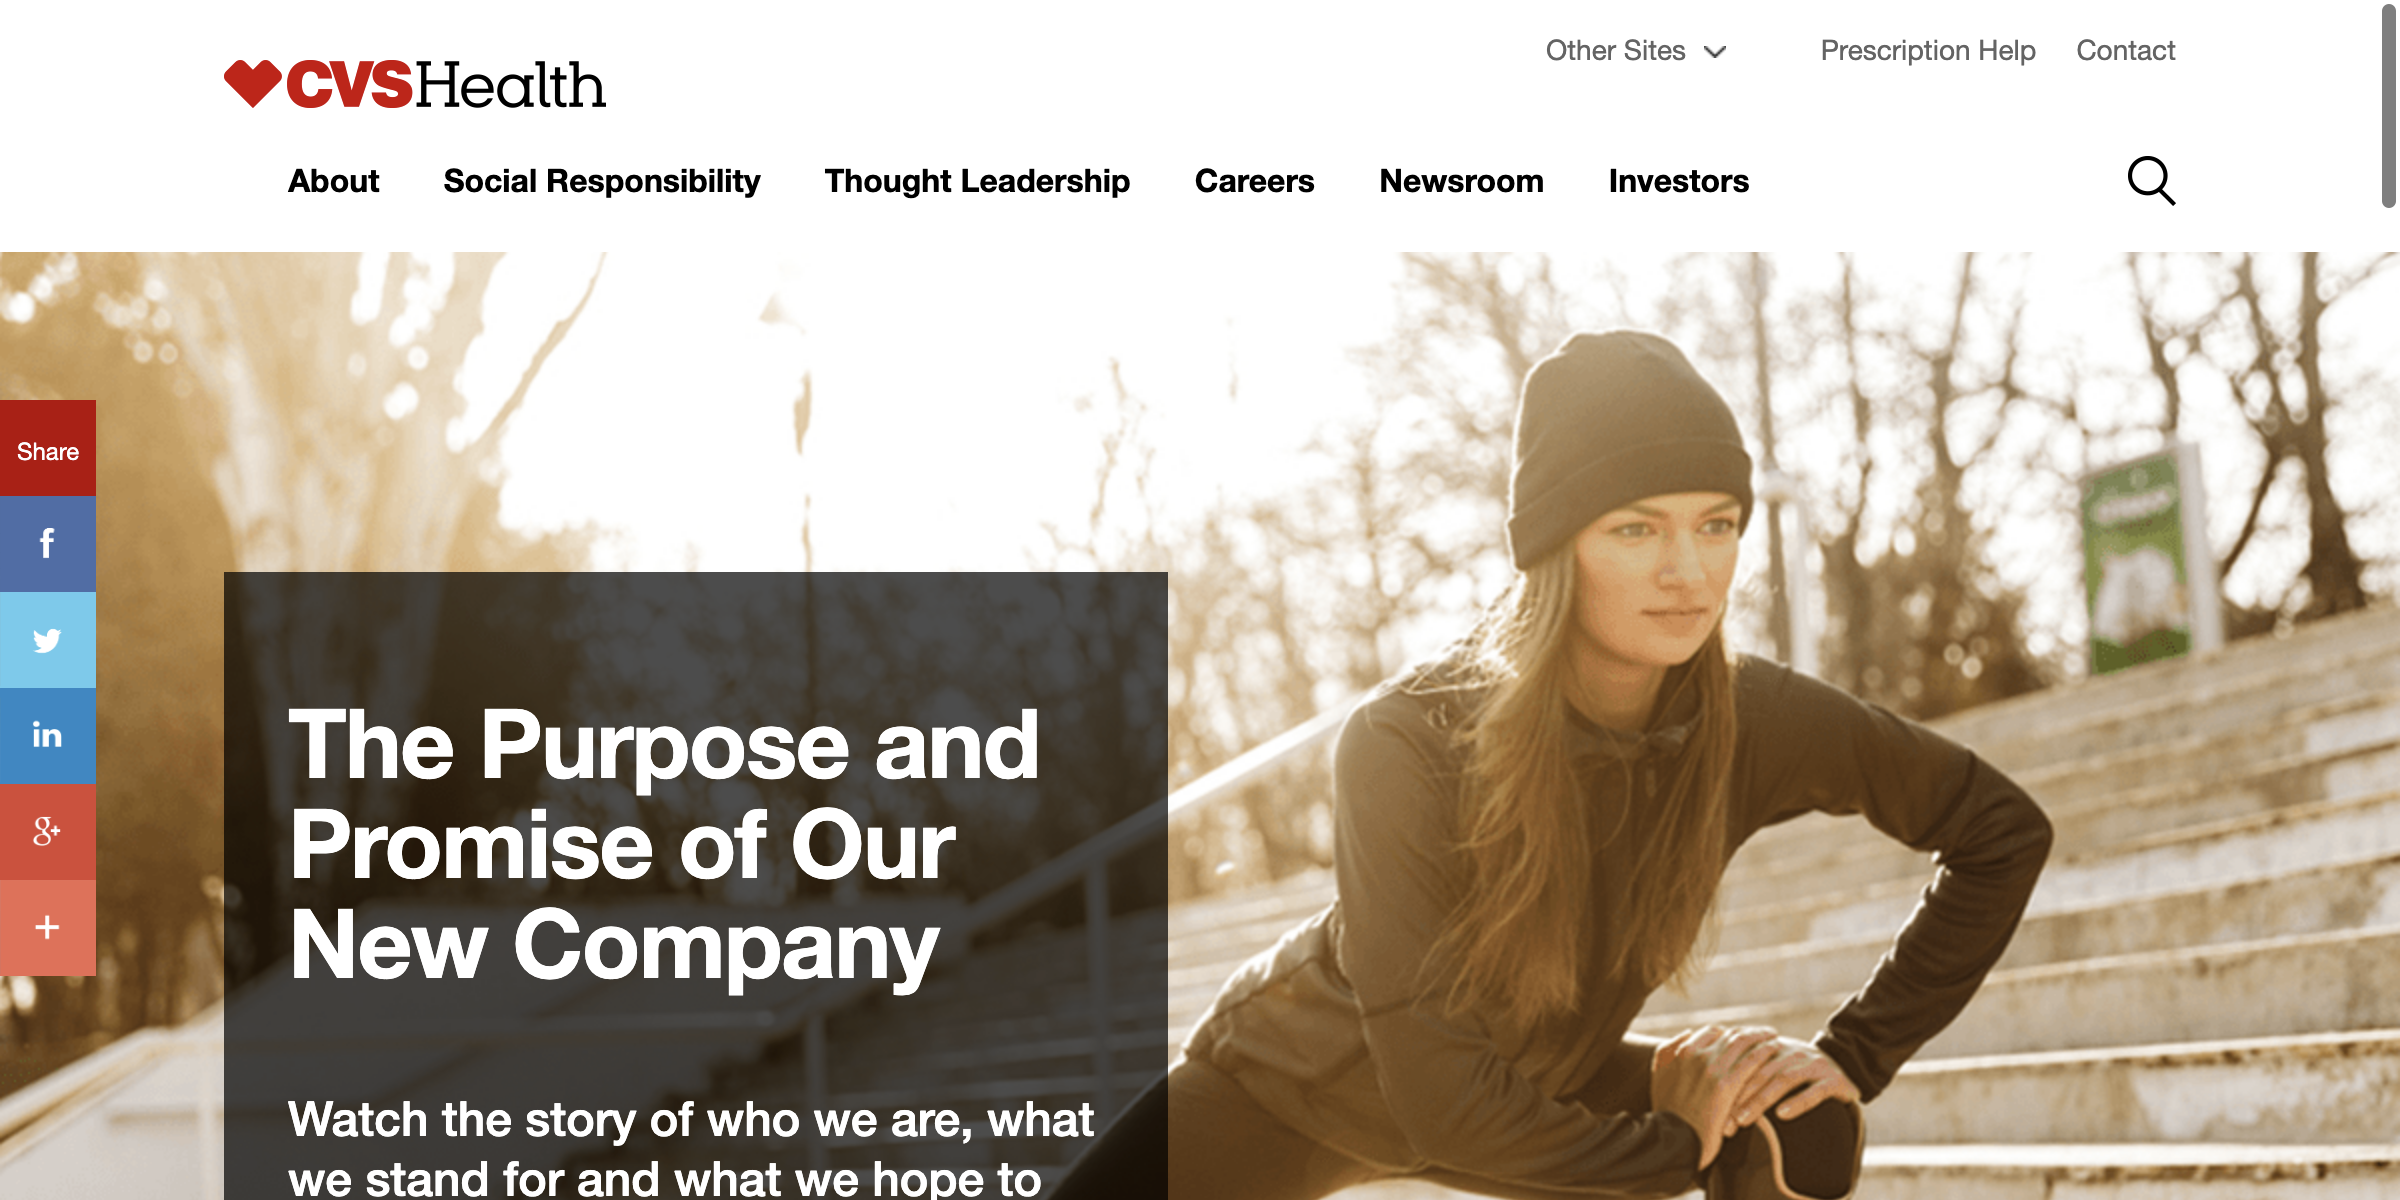 Other Sites
Prescription Help
Contact
CVSHealth
About
Social Responsibility
Thought Leadership
Careers
Newsroom
Investors
Share
f
in
g+
+
The Purpose and
Promise of Our
New Company
Watch the story of who we are, what
we stand for and what we hope to